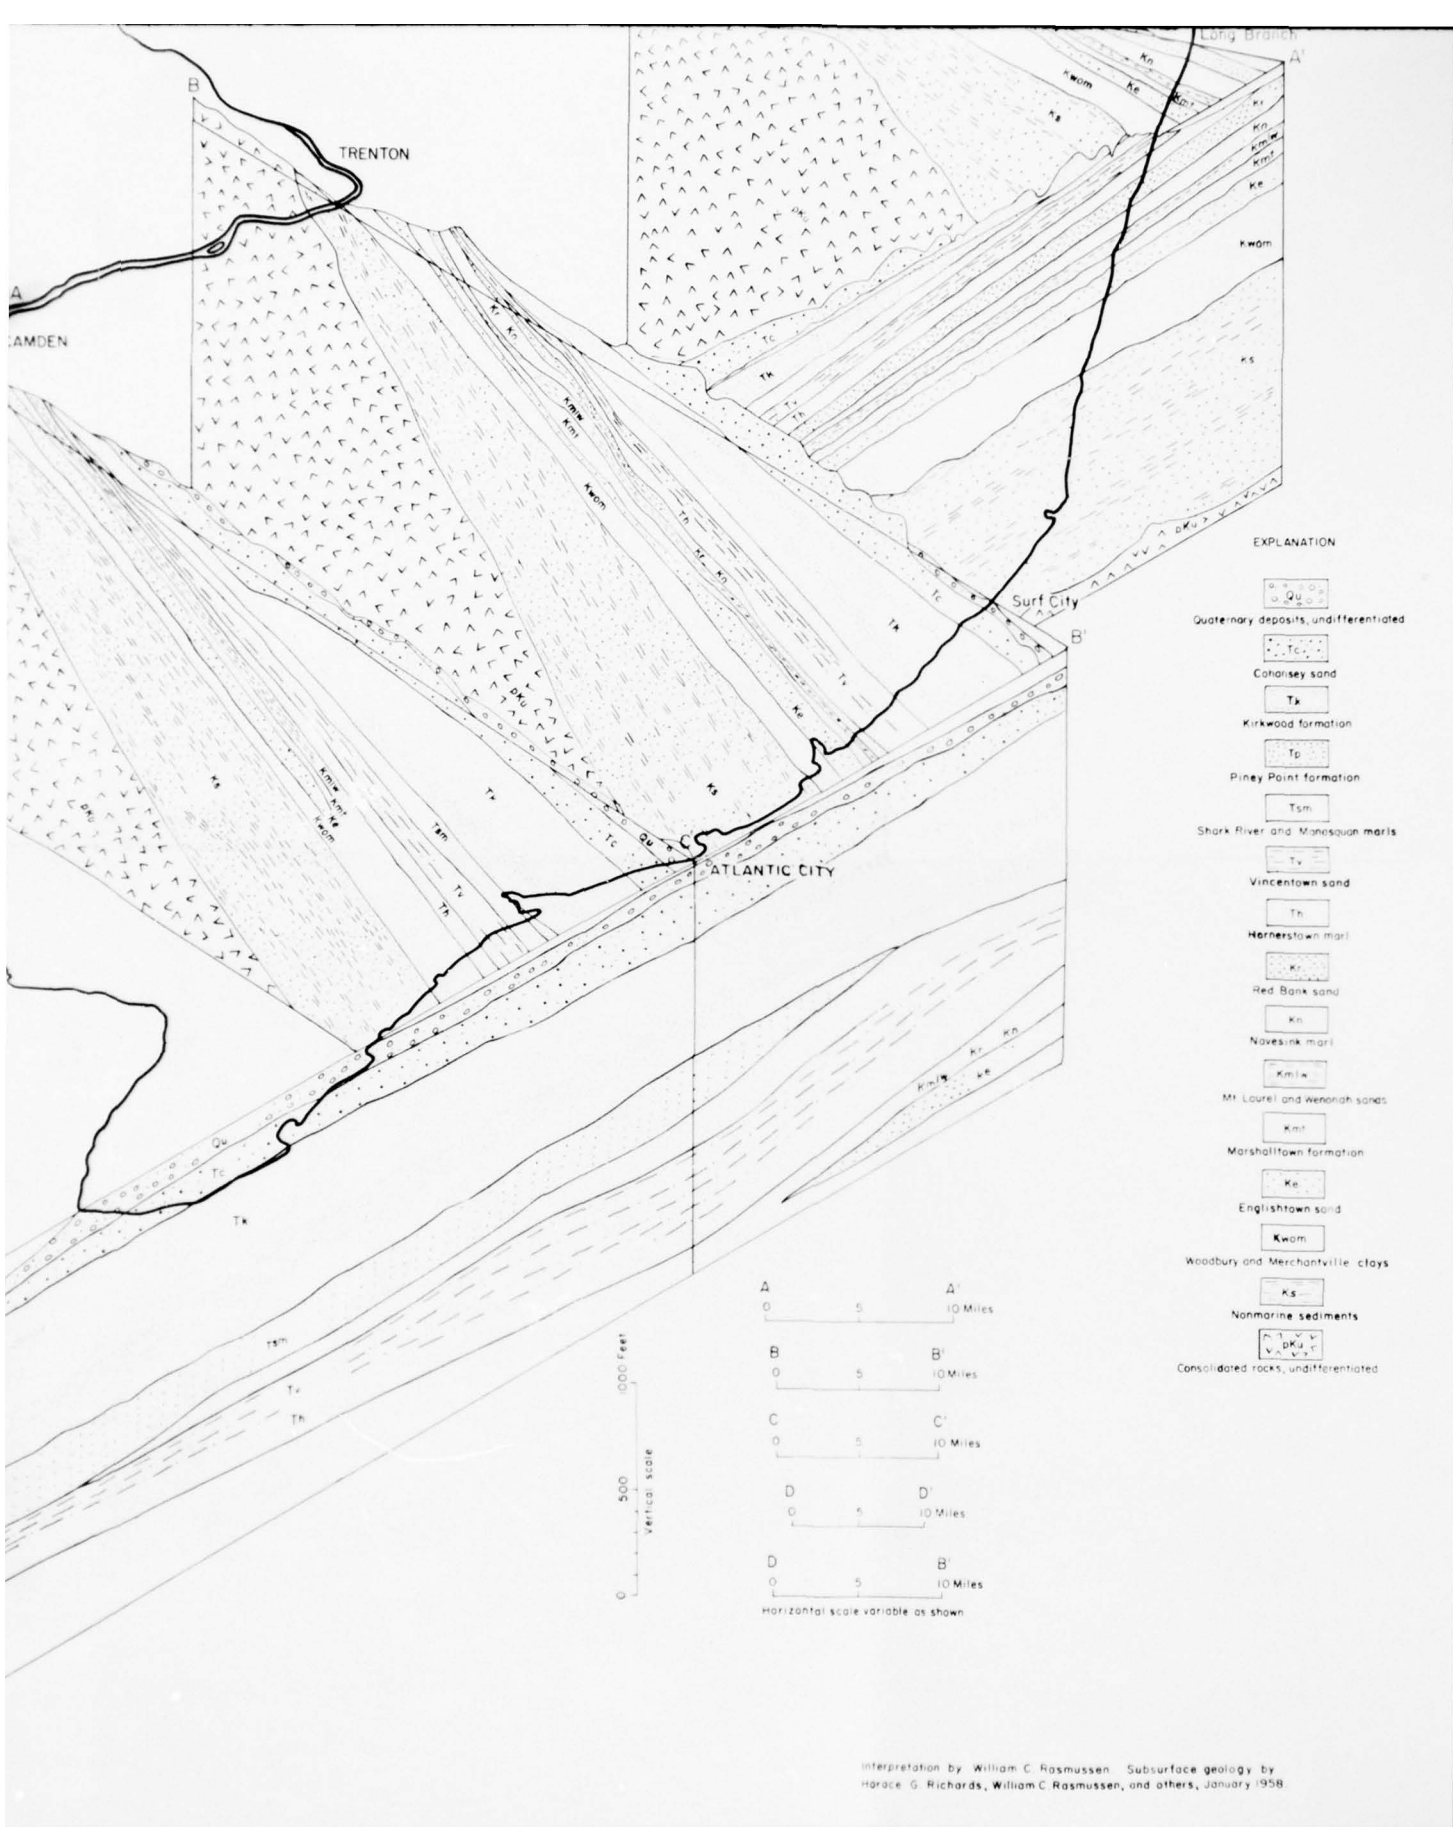 Long Branch
A'
B
Kn
Kwom
Ke
Kmt
Ks
Kr
Kn
Kmlw
Kmt
Ke
TRENTON
pKu
Kwom
A
CAMDEN
Kr
Kn
Tc
Tk
Tv
Th
Ks
Kmlw
Kmt
Kwom
Th
Kr
Kn
pKu
Tc
Tk
Surf City
B'
Tv
pKu
Ke
Ks
Ks
Kmlw
Kmt
Ke
Kwom
Tk
pKu
Tsm
Tc
Qu
C
ATLANTIC CITY
Tv
Th
Kn
Kr
Kmlw
Ke
Qu
Tc
Tk
Tsm
Tv
Th
EXPLANATION
Qu
Quaternary deposits, undifferentiated
Tc
Cohansey sand
Tk
Kirkwood formation
Tp
Piney Point formation
Tsm
Shark River and Manasquan marls
Tv
Vincentown sand
Th
Hornerstown marl
Kr
Red Bank sand
Kn
Navesink marl
Kmlw
Mt Laurel and Wenonah sands
Kmt
Marshalltown formation
Ke
Englishtown sand
Kwom
Woodbury and Merchantville clays
Ks
Nonmarine sediments
pKu
Consolidated rocks, undifferentiated
A A'
0 5 10 Miles
B B'
0 5 10 Miles
C C'
0 5 10 Miles
D D'
0 5 10 Miles
D B'
0 5 10 Miles
Horizontal scale variable as shown
1000 Feet
500
0
Vertical scale
Interpretation by William C. Rasmussen Subsurface geology by
Horace G. Richards, William C. Rasmussen, and others, January 1958